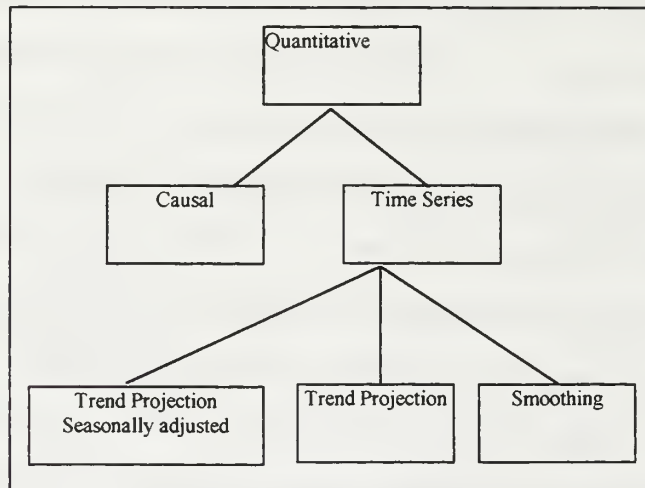 Quantitative
Causal
Time Series
Trend Projection
Seasonally adjusted
Trend Projection
Smoothing